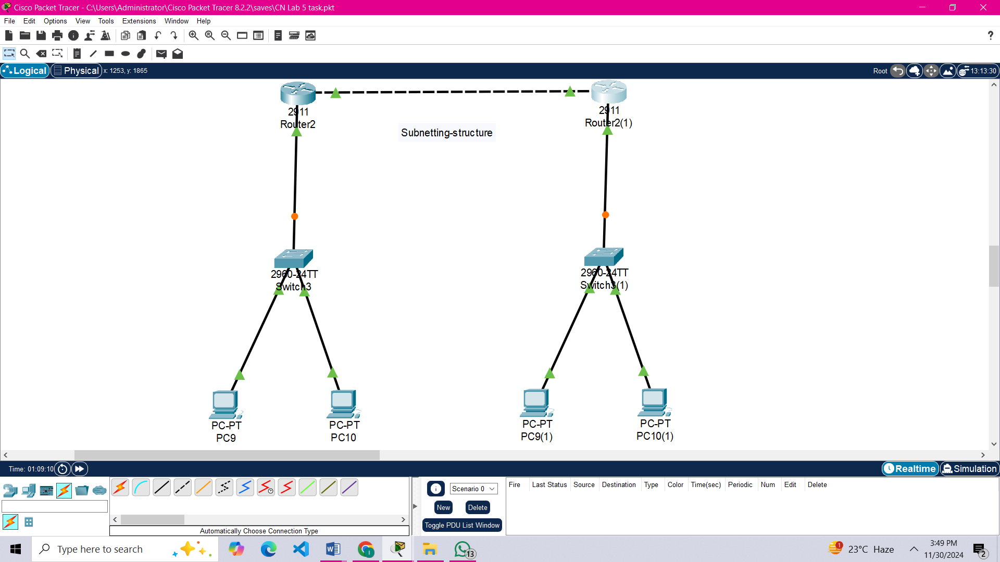 Cisco Packet Tracer - C:\Users\Administrator\Cisco Packet Tracer 8.2.2\saves\CN Lab 5 task.pkt
File Edit Options View Tools Extensions Window Help
?
Logical Physical x: 1253, y: 1865 Root 13:13:30
2911
Router2
2911
Router2(1)
Subnetting-structure
2960-24TT
Switch3
2960-24TT
Switch3(1)
PC-PT
PC9
PC-PT
PC10
PC-PT
PC9(1)
PC-PT
PC10(1)
Time: 01:09:10 Realtime Simulation
Scenario 0
New Delete
Toggle PDU List Window
Fire Last Status Source Destination Type Color Time(sec) Periodic Num Edit Delete
Automatically Choose Connection Type
Type here to search
13
1
23°C Haze
3:49 PM
11/30/2024
2